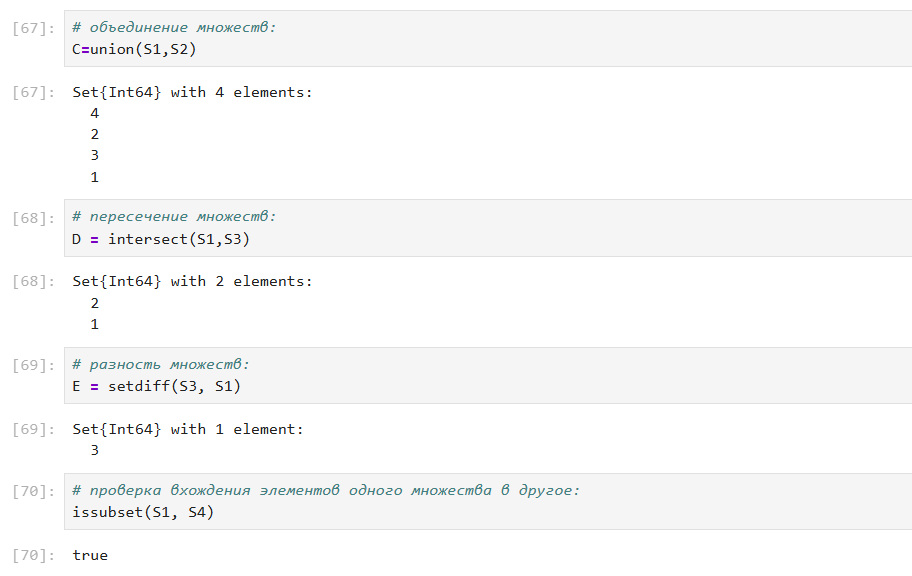 [67]: # объединение множеств:
C=union(S1,S2)
[67]: Set{Int64} with 4 elements:
4
2
3
1
[68]: # пересечение множеств:
D = intersect(S1,S3)
[68]: Set{Int64} with 2 elements:
2
1
[69]: # разность множеств:
E = setdiff(S3, S1)
[69]: Set{Int64} with 1 element:
3
[70]: # проверка вхождения элементов одного множества в другое:
issubset(S1, S4)
[70]: true